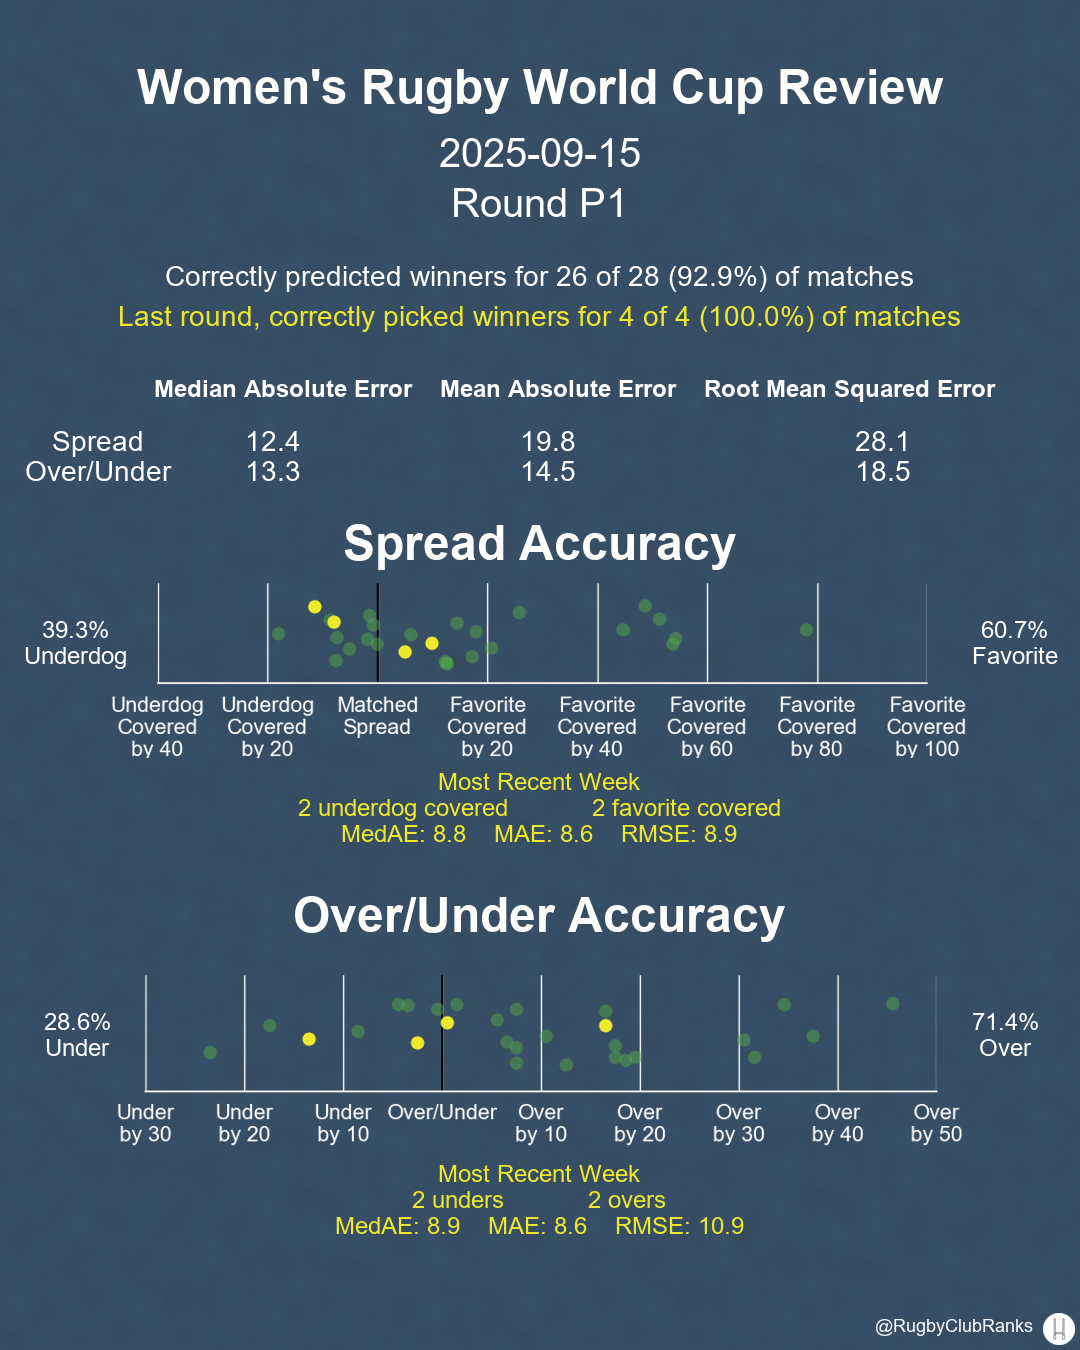 Women's Rugby World Cup Review
2025-09-15
Round P1
Correctly predicted winners for 26 of 28 (92.9%) of matches
Last round, correctly picked winners for 4 of 4 (100.0%) of matches
Median Absolute Error Mean Absolute Error Root Mean Squared Error
Spread 12.4 19.8 28.1
Over/Under 13.3 14.5 18.5
Spread Accuracy
39.3%
Underdog
60.7%
Favorite
Underdog Underdog Matched Favorite Favorite Favorite Favorite Favorite
Covered Covered Spread Covered Covered Covered Covered Covered
by 40 by 20 by 20 by 40 by 60 by 80 by 100
Most Recent Week
2 underdog covered 2 favorite covered
MedAE: 8.8 MAE: 8.6 RMSE: 8.9
Over/Under Accuracy
28.6%
Under
71.4%
Over
Under Under Under Over/Under Over Over Over Over Over
by 30 by 20 by 10 by 10 by 20 by 30 by 40 by 50
Most Recent Week
2 unders 2 overs
MedAE: 8.9 MAE: 8.6 RMSE: 10.9
@RugbyClubRanks